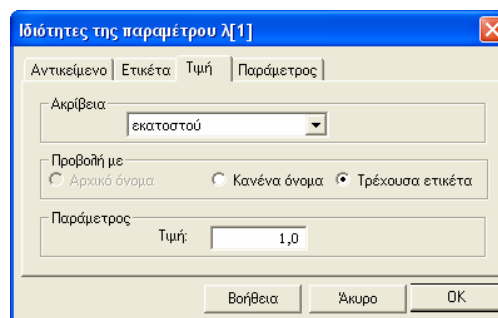 Ιδιότητες της παραμέτρου λ[1]
Αντικείμενο Ετικέτα Τιμή Παράμετρος
Ακρίβεια
εκατοστού
Προβολή με
Αρχικό όνομα Κανένα όνομα Τρέχουσα ετικέτα
Παράμετρος
Τιμή: 1,0
Βοήθεια Άκυρο OK